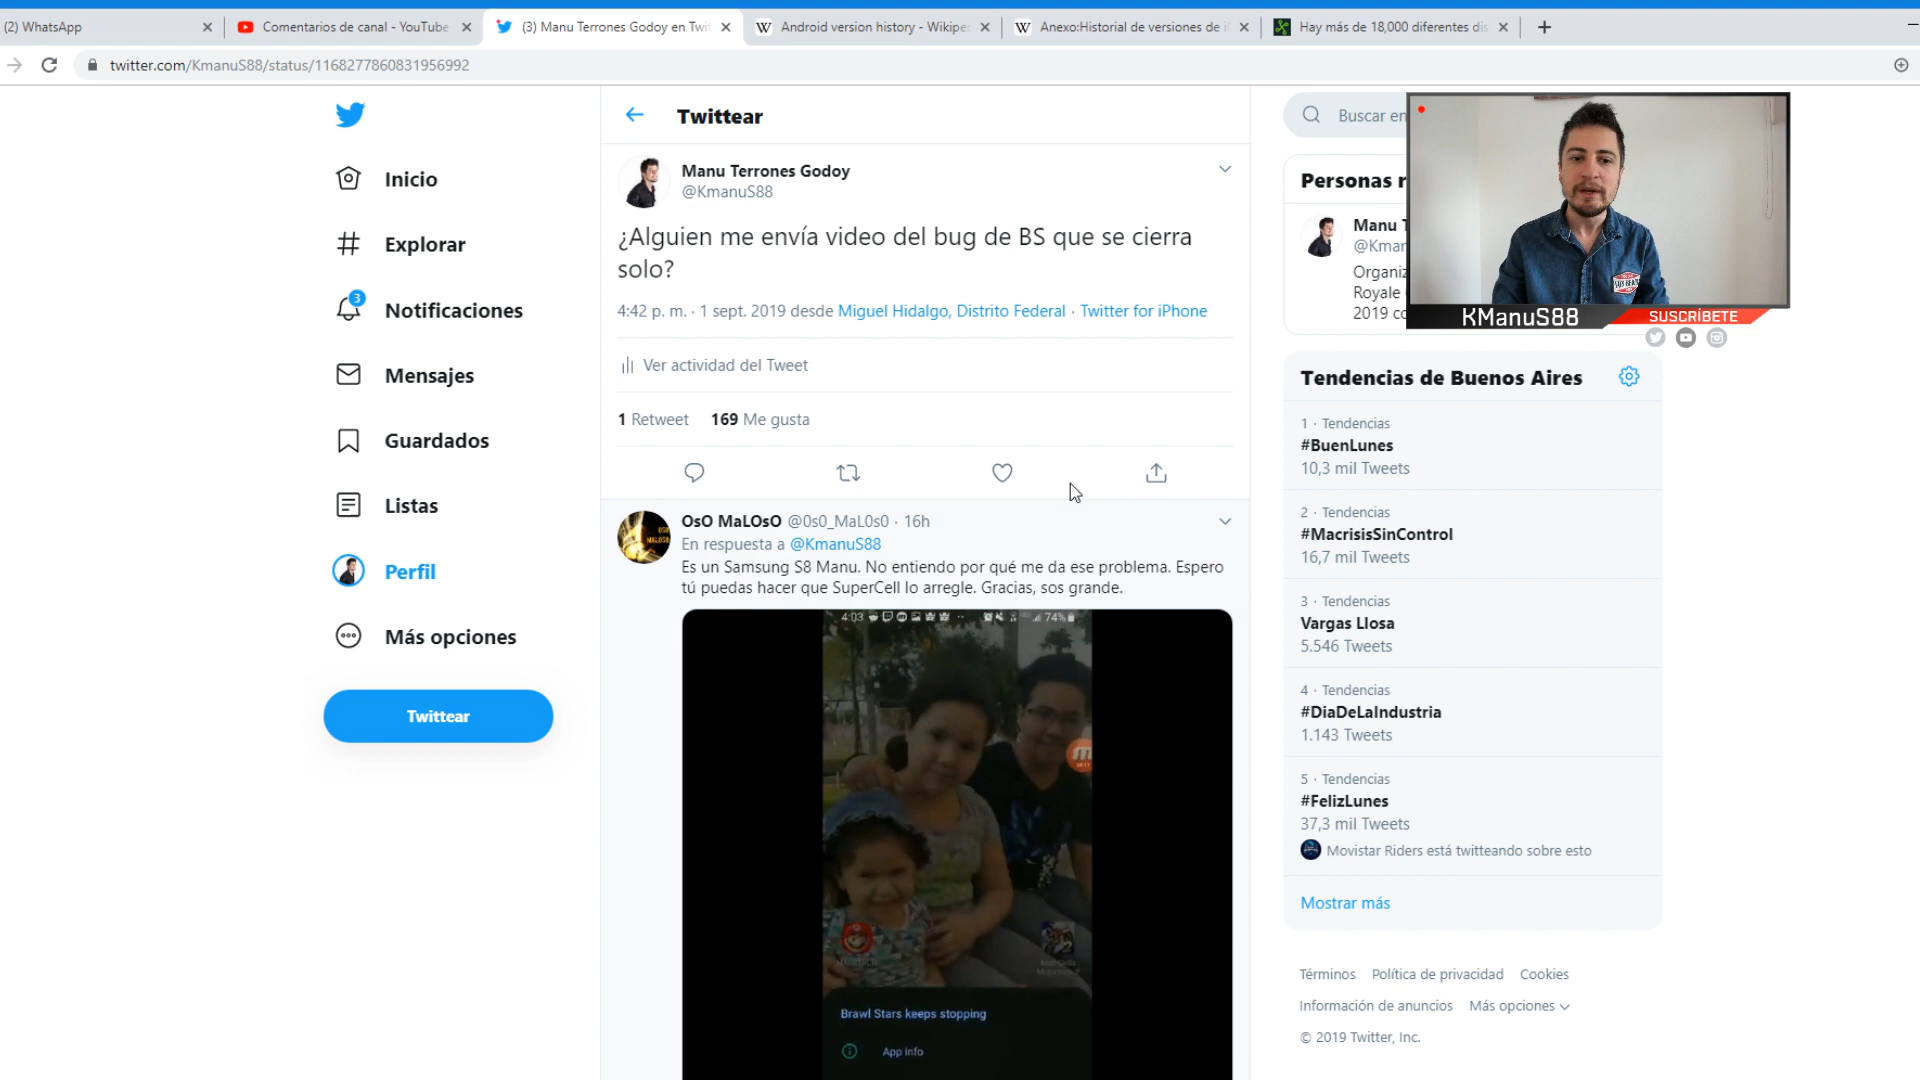 (2) WhatsApp
Comentarios de canal - YouTube
(3) Manu Terrones Godoy en Twit
Android version history - Wikipe
Anexo:Historial de versiones de i
Hay más de 18,000 diferentes dis
twitter.com/KmanuS88/status/1168277860831956992
Inicio
Explorar
3
Notificaciones
Mensajes
Guardados
Listas
Perfil
Más opciones
Twittear
Twittear
Manu Terrones Godoy
@KmanuS88
¿Alguien me envía video del bug de BS que se cierra
solo?
4:42 p. m. · 1 sept. 2019 desde Miguel Hidalgo, Distrito Federal · Twitter for iPhone
Ver actividad del Tweet
1 Retweet 169 Me gusta
OsO MaLOsO @0s0_MaL0s0 · 16h
En respuesta a @KmanuS88
Es un Samsung S8 Manu. No entiendo por qué me da ese problema. Espero
tú puedas hacer que SuperCell lo arregle. Gracias, sos grande.
4:03 74%
Brawl Stars keeps stopping
App info
Buscar en
Personas r
Manu T
@Kmar
Organiz
Royale
2019 co
KManuS88
SUSCRÍBETE
Tendencias de Buenos Aires
1 · Tendencias
#BuenLunes
10,3 mil Tweets
2 · Tendencias
#MacrisisSinControl
16,7 mil Tweets
3 · Tendencias
Vargas Llosa
5.546 Tweets
4 · Tendencias
#DiaDeLaIndustria
1.143 Tweets
5 · Tendencias
#FelizLunes
37,3 mil Tweets
Movistar Riders está twitteando sobre esto
Mostrar más
Términos Política de privacidad Cookies
Información de anuncios Más opciones
© 2019 Twitter, Inc.